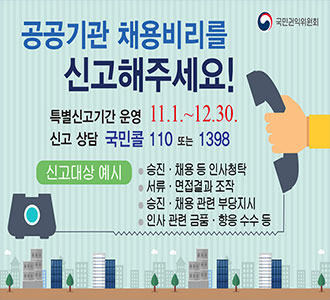 국민권익위원회
공공기관 채용비리를
신고해주세요!
특별신고기간 운영 11.1.~12.30.
신고 상담 국민콜 110 또는 1398
신고대상 예시
• 승진·채용 등 인사청탁
• 서류·면접결과 조작
• 승진·채용 관련 부당지시
• 인사 관련 금품·향응 수수 등